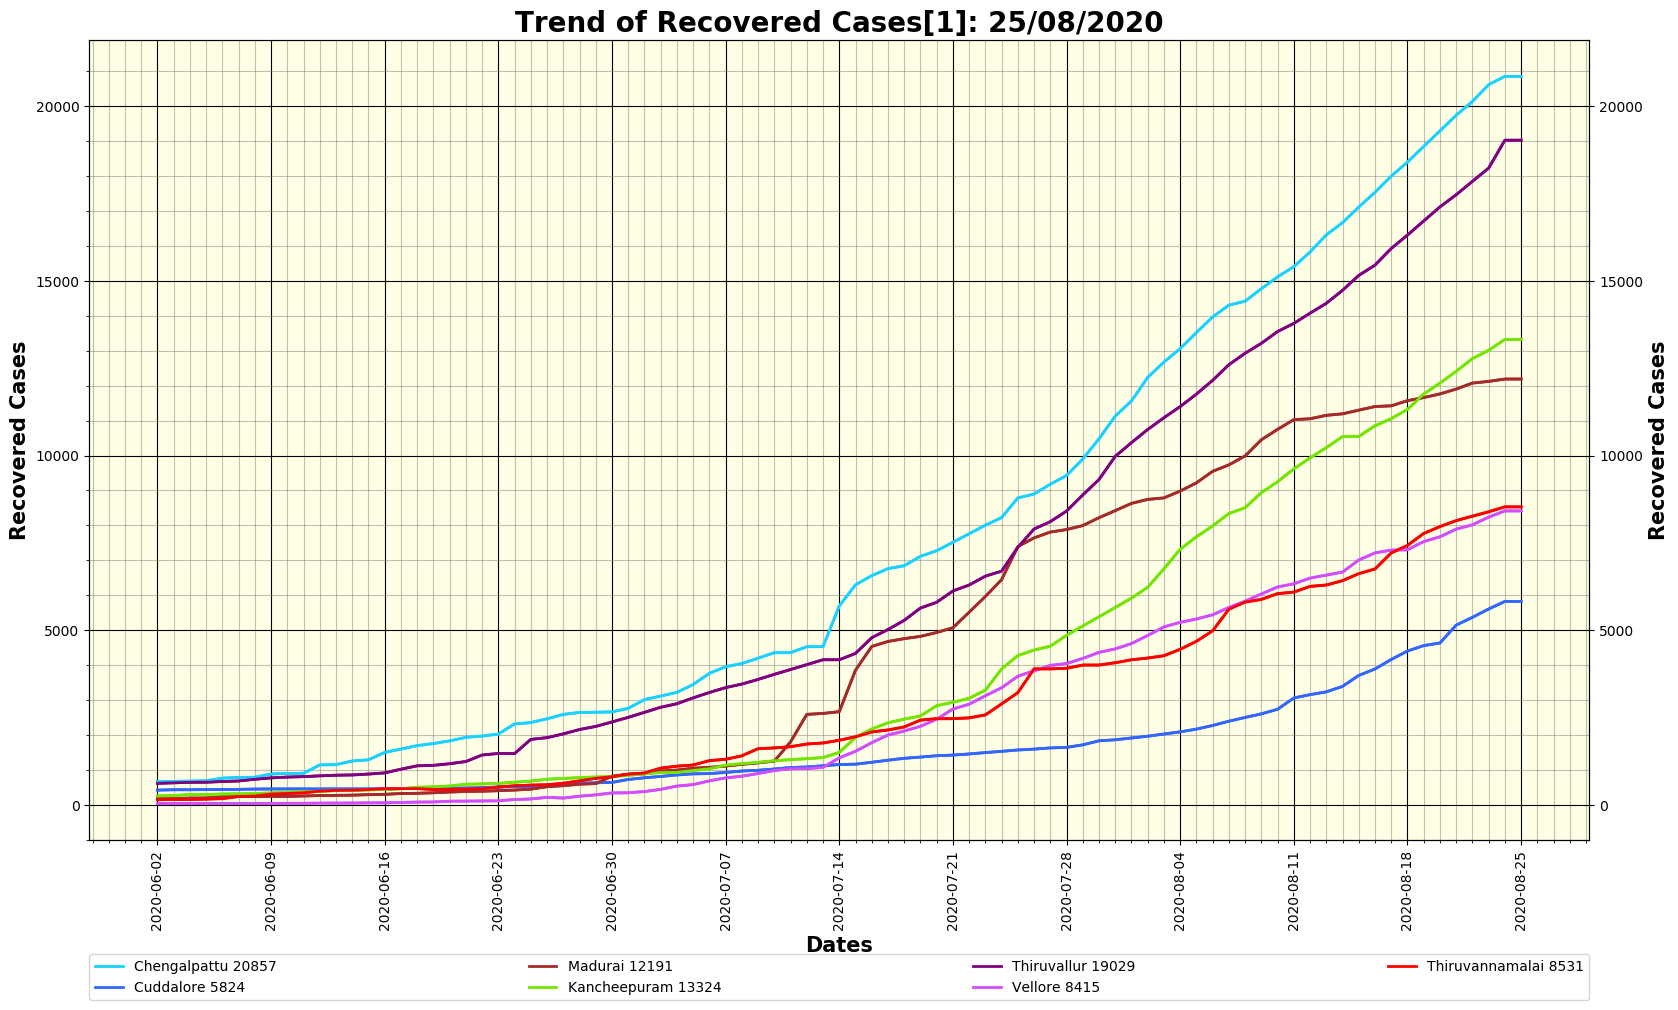 Trend of Recovered Cases[1]: 25/08/2020
Recovered Cases
20000
15000
10000
5000
0
20000
15000
10000
5000
0
Recovered Cases
2020-06-02
2020-06-09
2020-06-16
2020-06-23
2020-06-30
2020-07-07
2020-07-14
2020-07-21
2020-07-28
2020-08-04
2020-08-11
2020-08-18
2020-08-25
Dates
Chengalpattu 20857
Cuddalore 5824
Madurai 12191
Kancheepuram 13324
Thiruvallur 19029
Vellore 8415
Thiruvannamalai 8531